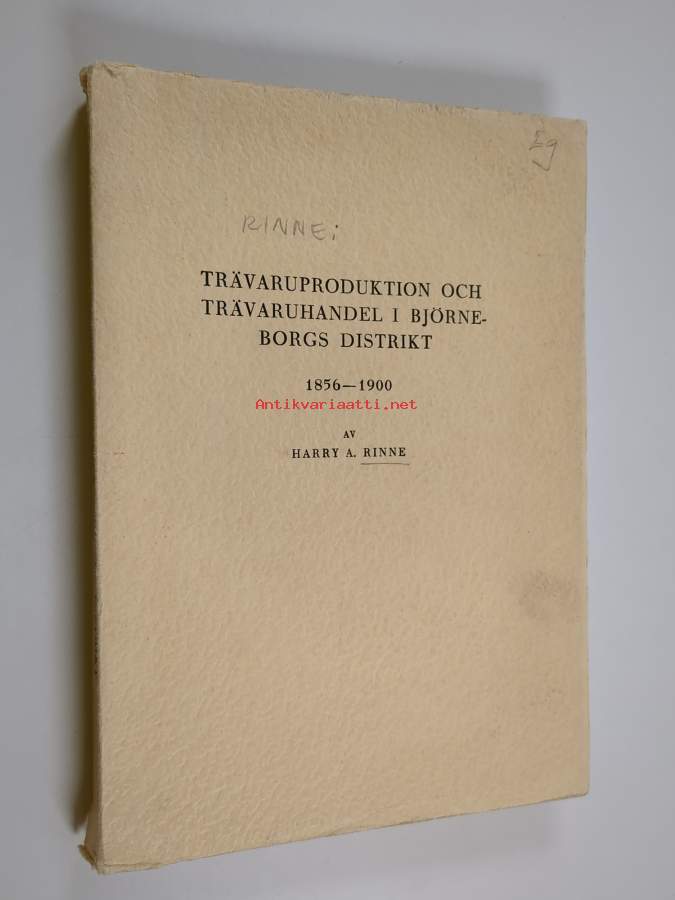 Eg
RINNE;
TRÄVARUPRODUKTION OCH
TRÄVARUHANDEL I BJÖRNE-
BORGS DISTRIKT
1856—1900
Antikvariaatti.net
AV
HARRY A. RINNE